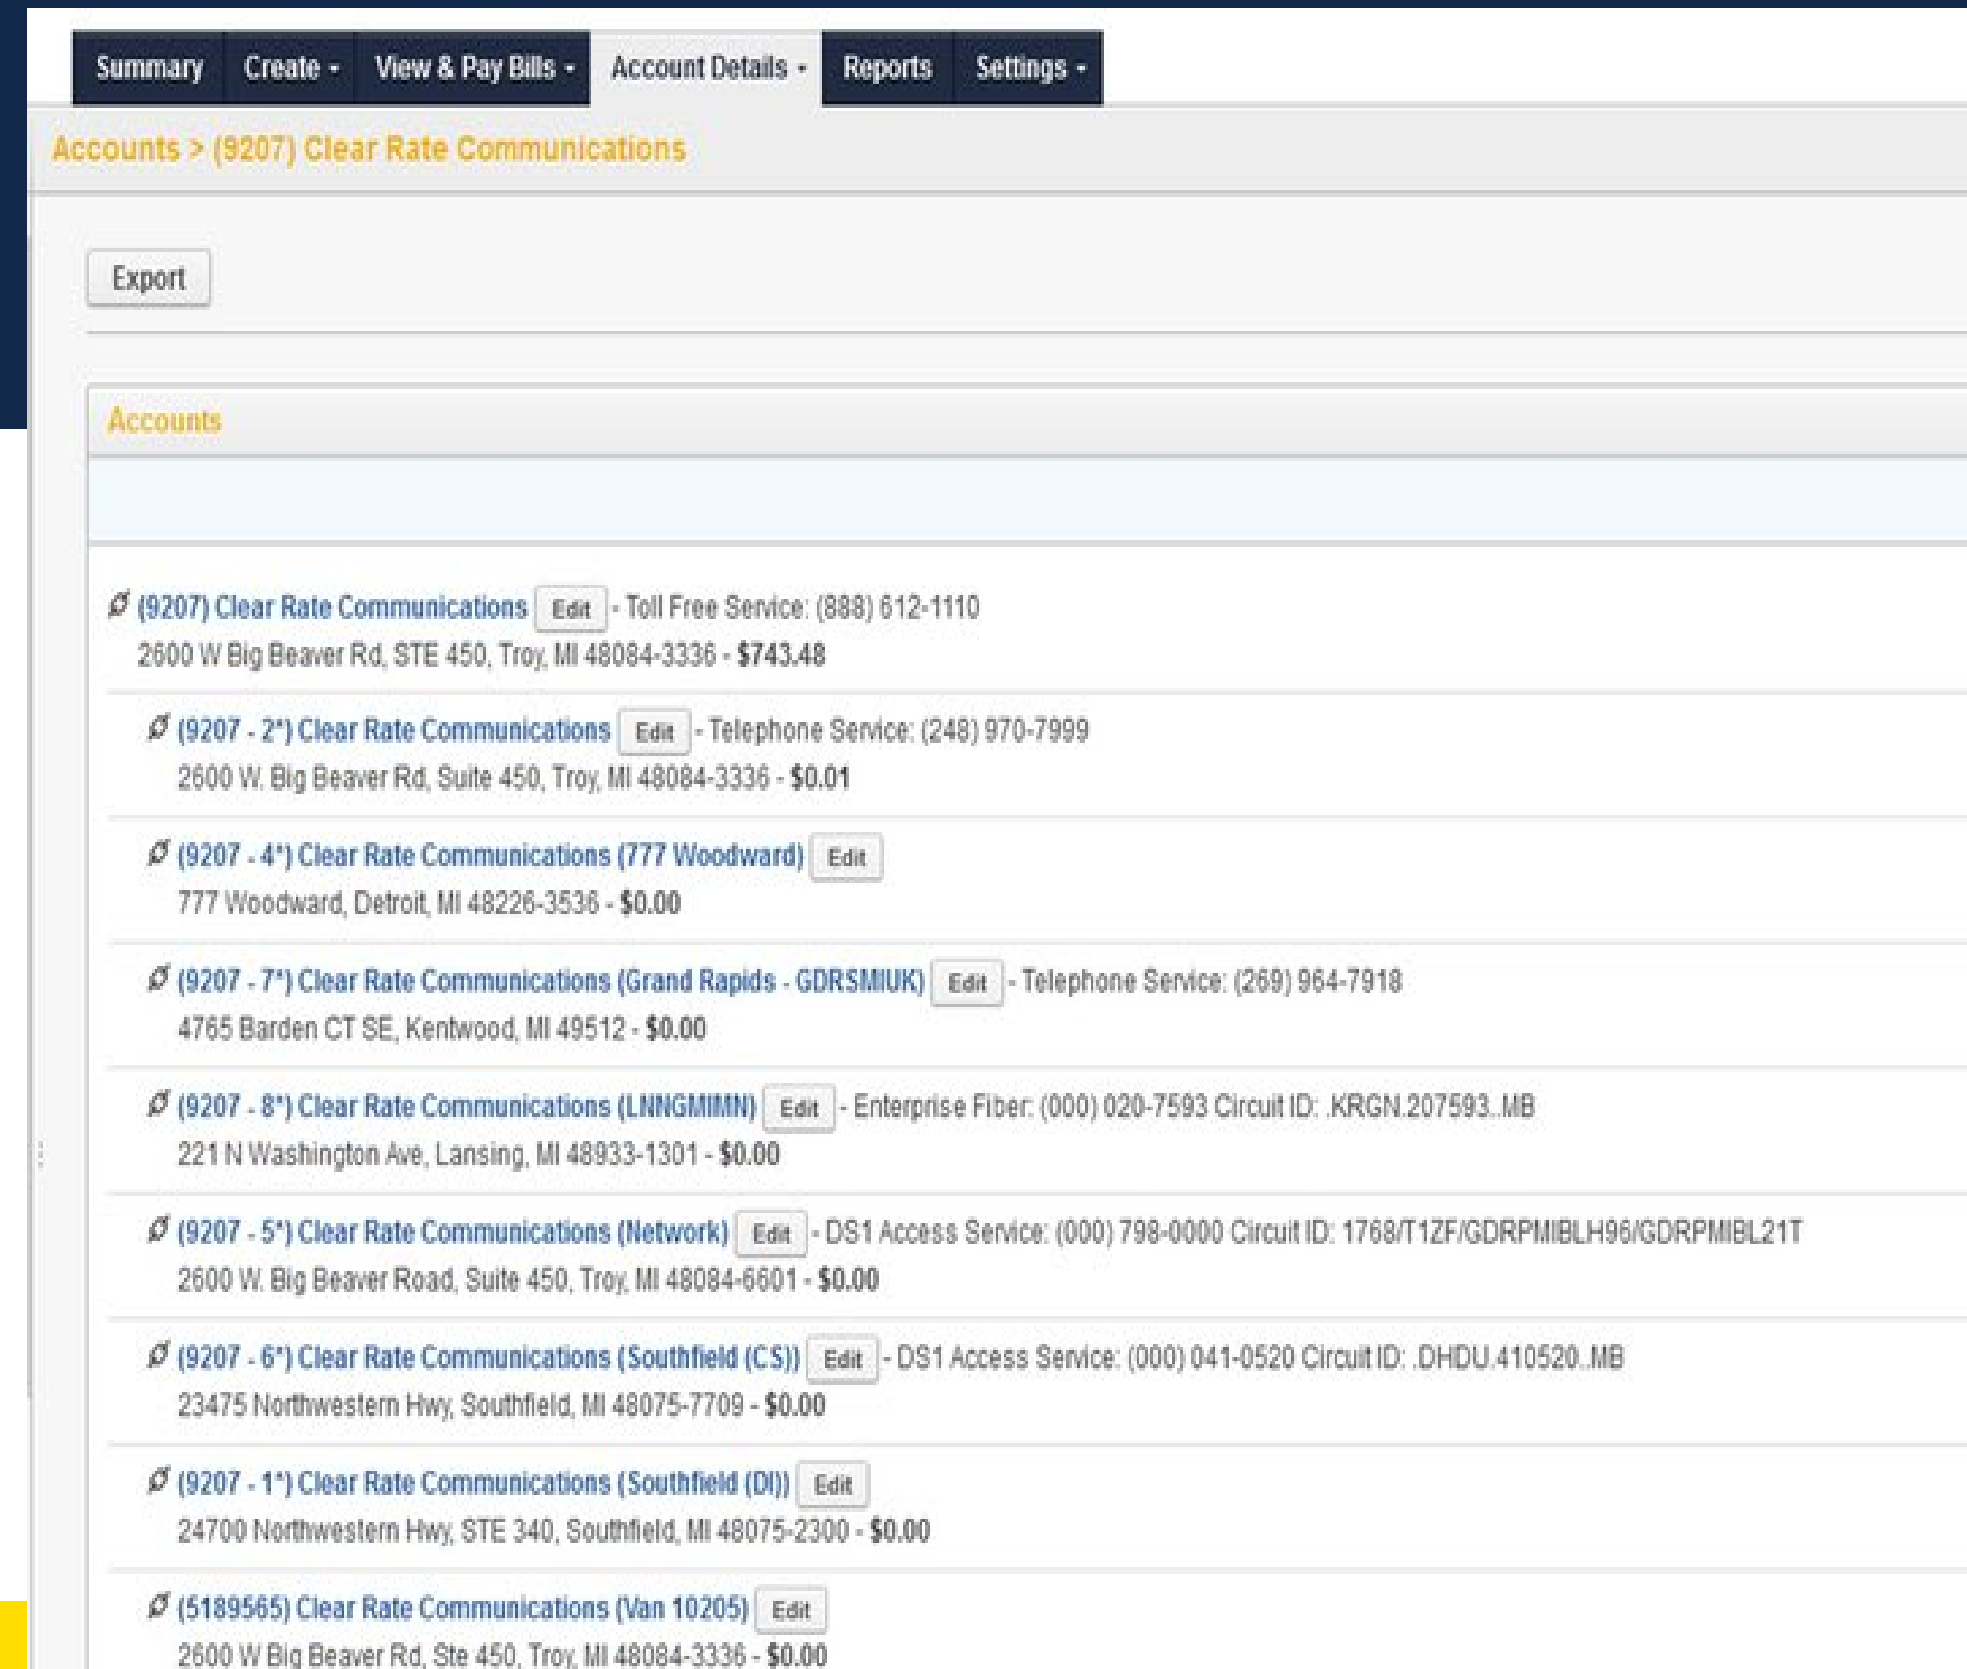 Summary Create - View & Pay Bills - Account Details - Reports Settings -
Accounts > (9207) Clear Rate Communications
Export
Accounts
(9207) Clear Rate Communications Edit - Toll Free Service: (888) 612-1110
2600 W Big Beaver Rd, STE 450, Troy, MI 48084-3336 - $743.48
(9207 - 2*) Clear Rate Communications Edit - Telephone Service: (248) 970-7999
2600 W. Big Beaver Rd, Suite 450, Troy, MI 48084-3336 - $0.01
(9207 - 4*) Clear Rate Communications (777 Woodward) Edit
777 Woodward, Detroit, MI 48226-3536 - $0.00
(9207 - 7*) Clear Rate Communications (Grand Rapids - GDRSMIUK) Edit - Telephone Service: (269) 964-7918
4765 Barden CT SE, Kentwood, MI 49512 - $0.00
(9207 - 8*) Clear Rate Communications (LNNGMIMN) Edit - Enterprise Fiber: (000) 020-7593 Circuit ID: .KRGN.207593..MB
221 N Washington Ave, Lansing, MI 48933-1301 - $0.00
(9207 - 5*) Clear Rate Communications (Network) Edit - DS1 Access Service: (000) 798-0000 Circuit ID: 1768/T1ZF/GDRPMIBLH96/GDRPMIBL21T
2600 W. Big Beaver Road, Suite 450, Troy, MI 48084-6601 - $0.00
(9207 - 6*) Clear Rate Communications (Southfield (CS)) Edit - DS1 Access Service: (000) 041-0520 Circuit ID: .DHDU.410520..MB
23475 Northwestern Hwy, Southfield, MI 48075-7709 - $0.00
(9207 - 1*) Clear Rate Communications (Southfield (DI)) Edit
24700 Northwestern Hwy, STE 340, Southfield, MI 48075-2300 - $0.00
(5189565) Clear Rate Communications (Van 10205) Edit
2600 W Big Beaver Rd, Ste 450, Troy, MI 48084-3336 - $0.00